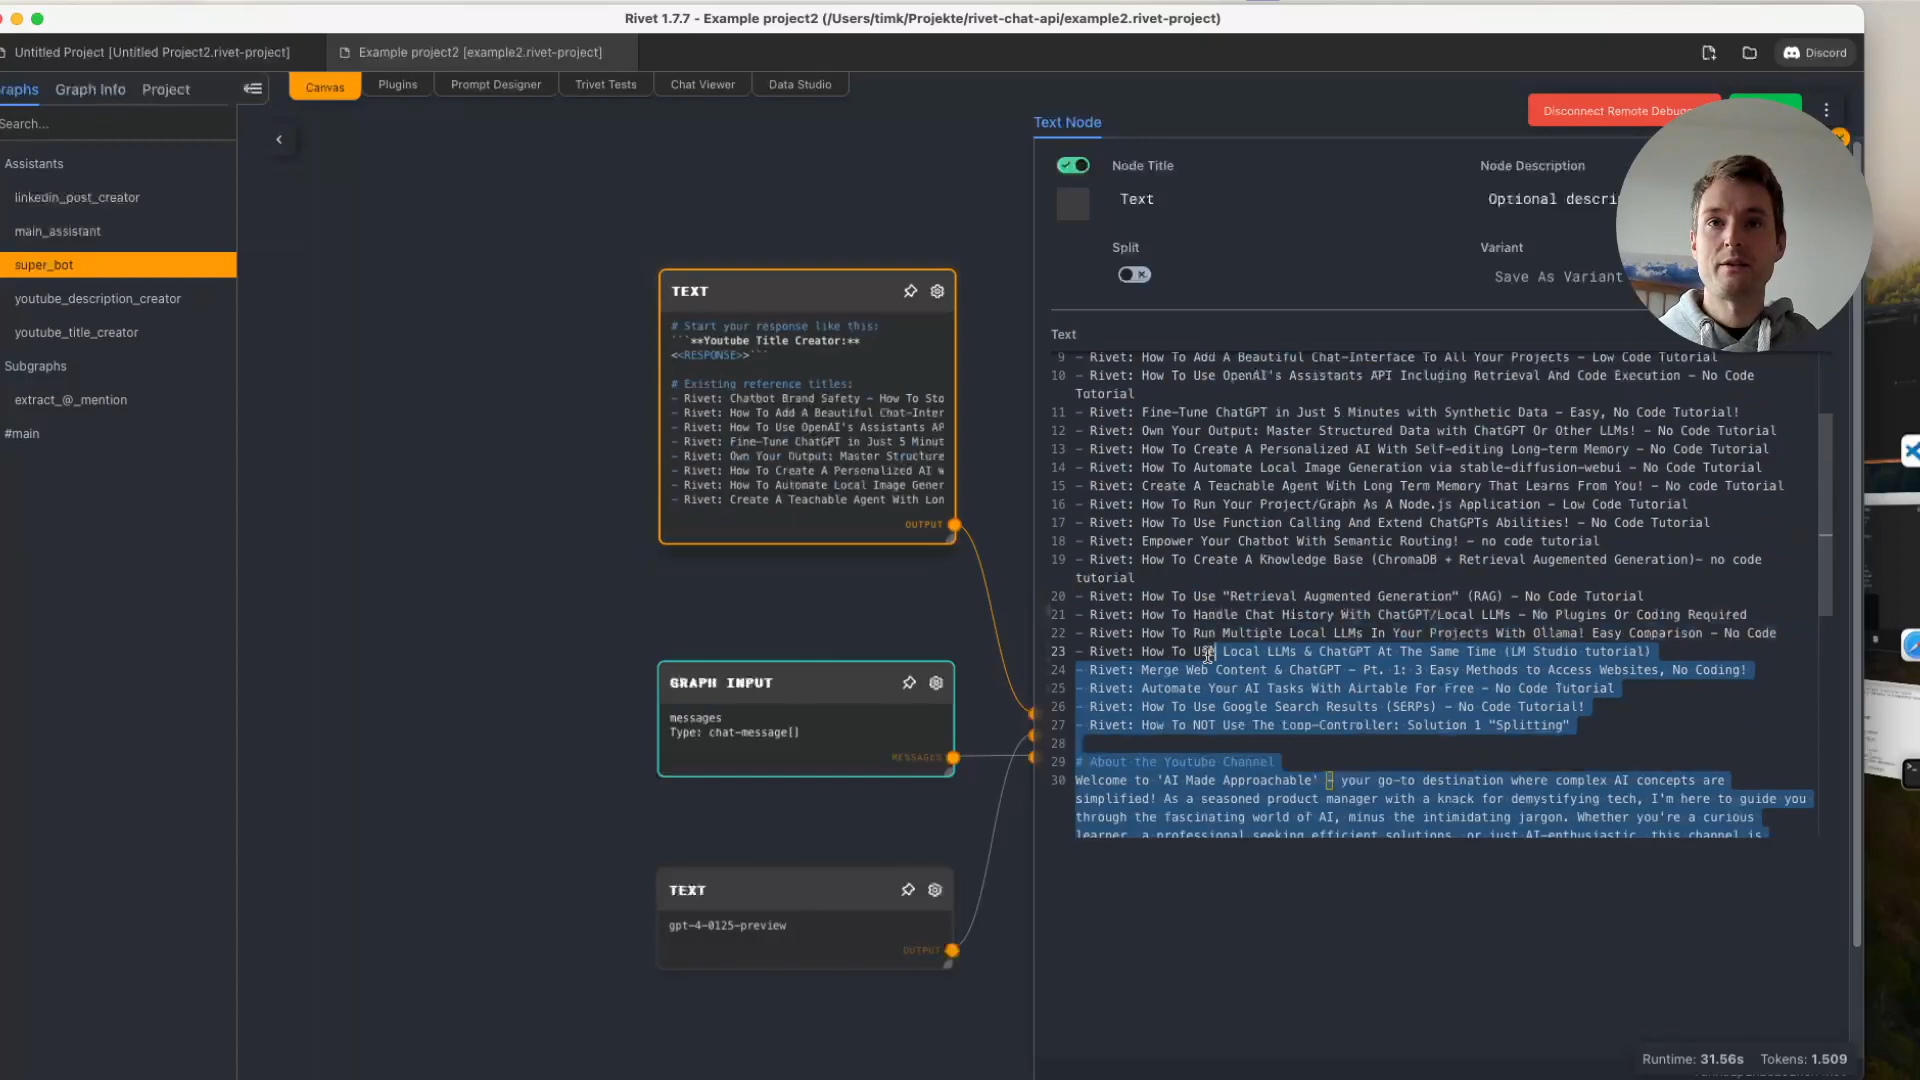 Rivet 1.7.7 - Example project2 (/Users/timk/Projekte/rivet-chat-api/example2.rivet-project)
Untitled Project [Untitled Project2.rivet-project]
Example project2 [example2.rivet-project]
Discord
raphs
Graph Info
Project
Canvas
Plugins
Prompt Designer
Trivet Tests
Chat Viewer
Data Studio
Search...
Assistants
linkedin_post_creator
main_assistant
super_bot
youtube_description_creator
youtube_title_creator
Subgraphs
extract_@_mention
#main
TEXT
# Start your response like this:
```**Youtube Title Creator:**
<<RESPONSE>>```
# Existing reference titles:
- Rivet: Chatbot Brand Safety - How To Sto
- Rivet: How To Add A Beautiful Chat-Inter
- Rivet: How To Use OpenAI's Assistants AP
- Rivet: Fine-Tune ChatGPT in Just 5 Minut
- Rivet: Own Your Output: Master Structure
- Rivet: How To Create A Personalized AI W
- Rivet: How To Automate Local Image Gener
- Rivet: Create A Teachable Agent With Lon
OUTPUT
GRAPH INPUT
messages
Type: chat-message[]
MESSAGES
TEXT
gpt-4-0125-preview
OUTPUT
Disconnect Remote Debug
Text Node
Node Title
Text
Node Description
Optional descri
Split
Variant
Save As Variant
Text
9 - Rivet: How To Add A Beautiful Chat-Interface To All Your Projects - Low Code Tutorial
10 - Rivet: How To Use OpenAI's Assistants API Including Retrieval And Code Execution - No Code
Tutorial
11 - Rivet: Fine-Tune ChatGPT in Just 5 Minutes with Synthetic Data - Easy, No Code Tutorial!
12 - Rivet: Own Your Output: Master Structured Data with ChatGPT Or Other LLMs! - No Code Tutorial
13 - Rivet: How To Create A Personalized AI With Self-editing Long-term Memory - No Code Tutorial
14 - Rivet: How To Automate Local Image Generation via stable-diffusion-webui - No Code Tutorial
15 - Rivet: Create A Teachable Agent With Long Term Memory That Learns From You! - No code Tutorial
16 - Rivet: How To Run Your Project/Graph As A Node.js Application - Low Code Tutorial
17 - Rivet: How To Use Function Calling And Extend ChatGPTs Abilities! - No Code Tutorial
18 - Rivet: Empower Your Chatbot With Semantic Routing! - no code tutorial
19 - Rivet: How To Create A Knowledge Base (ChromaDB + Retrieval Augmented Generation)- no code
tutorial
20 - Rivet: How To Use "Retrieval Augmented Generation" (RAG) - No Code Tutorial
21 - Rivet: How To Handle Chat History With ChatGPT/Local LLMs - No Plugins Or Coding Required
22 - Rivet: How To Run Multiple Local LLMs In Your Projects With Ollama! Easy Comparison - No Code
23 - Rivet: How To Use Local LLMs & ChatGPT At The Same Time (LM Studio tutorial)
24 - Rivet: Merge Web Content & ChatGPT - Pt. 1: 3 Easy Methods to Access Websites, No Coding!
25 - Rivet: Automate Your AI Tasks With Airtable For Free - No Code Tutorial
26 - Rivet: How To Use Google Search Results (SERPs) - No Code Tutorial!
27 - Rivet: How To NOT Use The Loop-Controller: Solution 1 "Splitting"
28
29 # About the Youtube Channel
30 Welcome to 'AI Made Approachable' - your go-to destination where complex AI concepts are
simplified! As a seasoned product manager with a knack for demystifying tech, I'm here to guide you
through the fascinating world of AI, minus the intimidating jargon. Whether you're a curious
learner, a professional seeking efficient solutions, or just AI-enthusiastic, this channel is
Runtime: 31.56s Tokens: 1.509